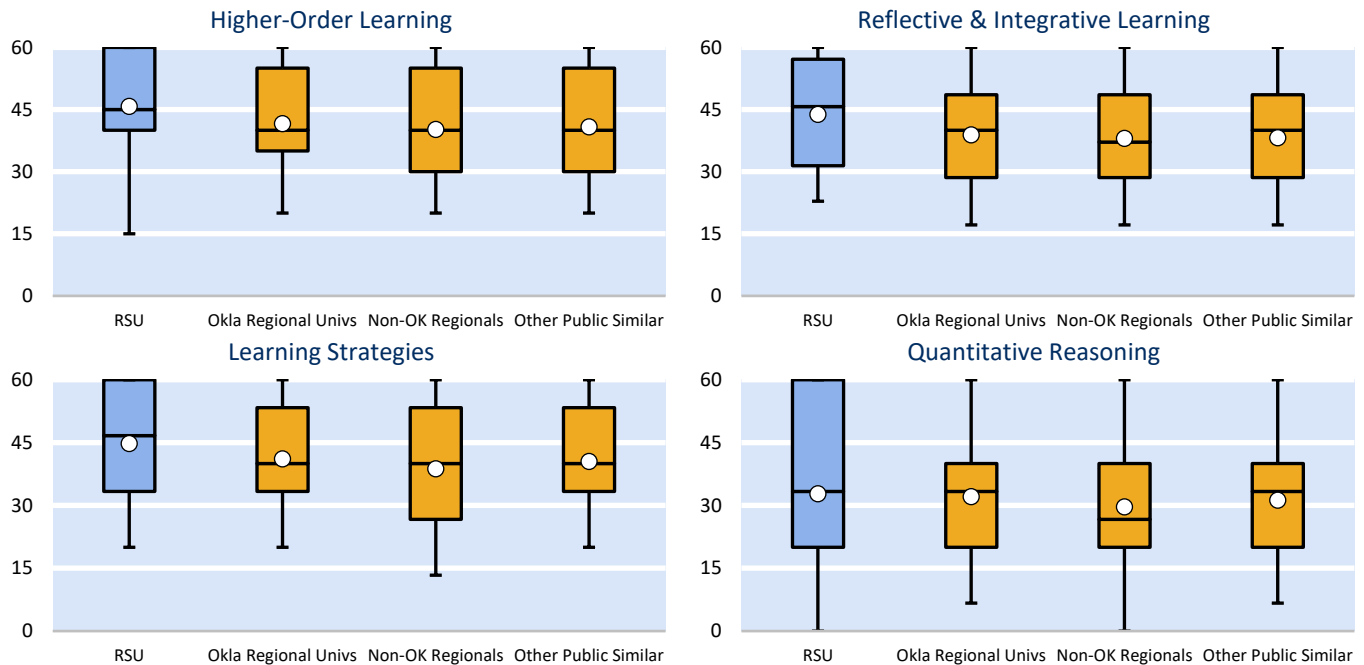 Higher-Order Learning
60
45
30
15
0
RSU Okla Regional Univs Non-OK Regionals Other Public Similar
Reflective & Integrative Learning
60
45
30
15
0
RSU Okla Regional Univs Non-OK Regionals Other Public Similar
Learning Strategies
60
45
30
15
0
RSU Okla Regional Univs Non-OK Regionals Other Public Similar
Quantitative Reasoning
60
45
30
15
0
RSU Okla Regional Univs Non-OK Regionals Other Public Similar